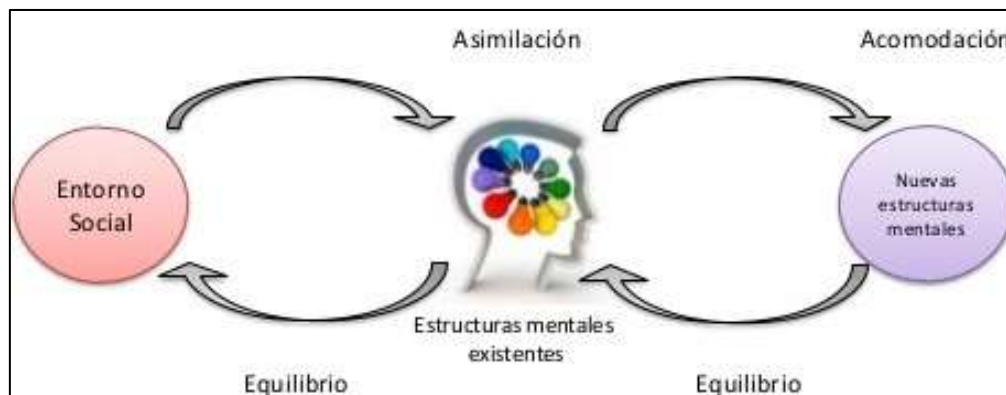 Asimilación
Acomodación
Entorno
Social
Nuevas
estructuras
mentales
Estructuras mentales
existentes
Equilibrio
Equilibrio